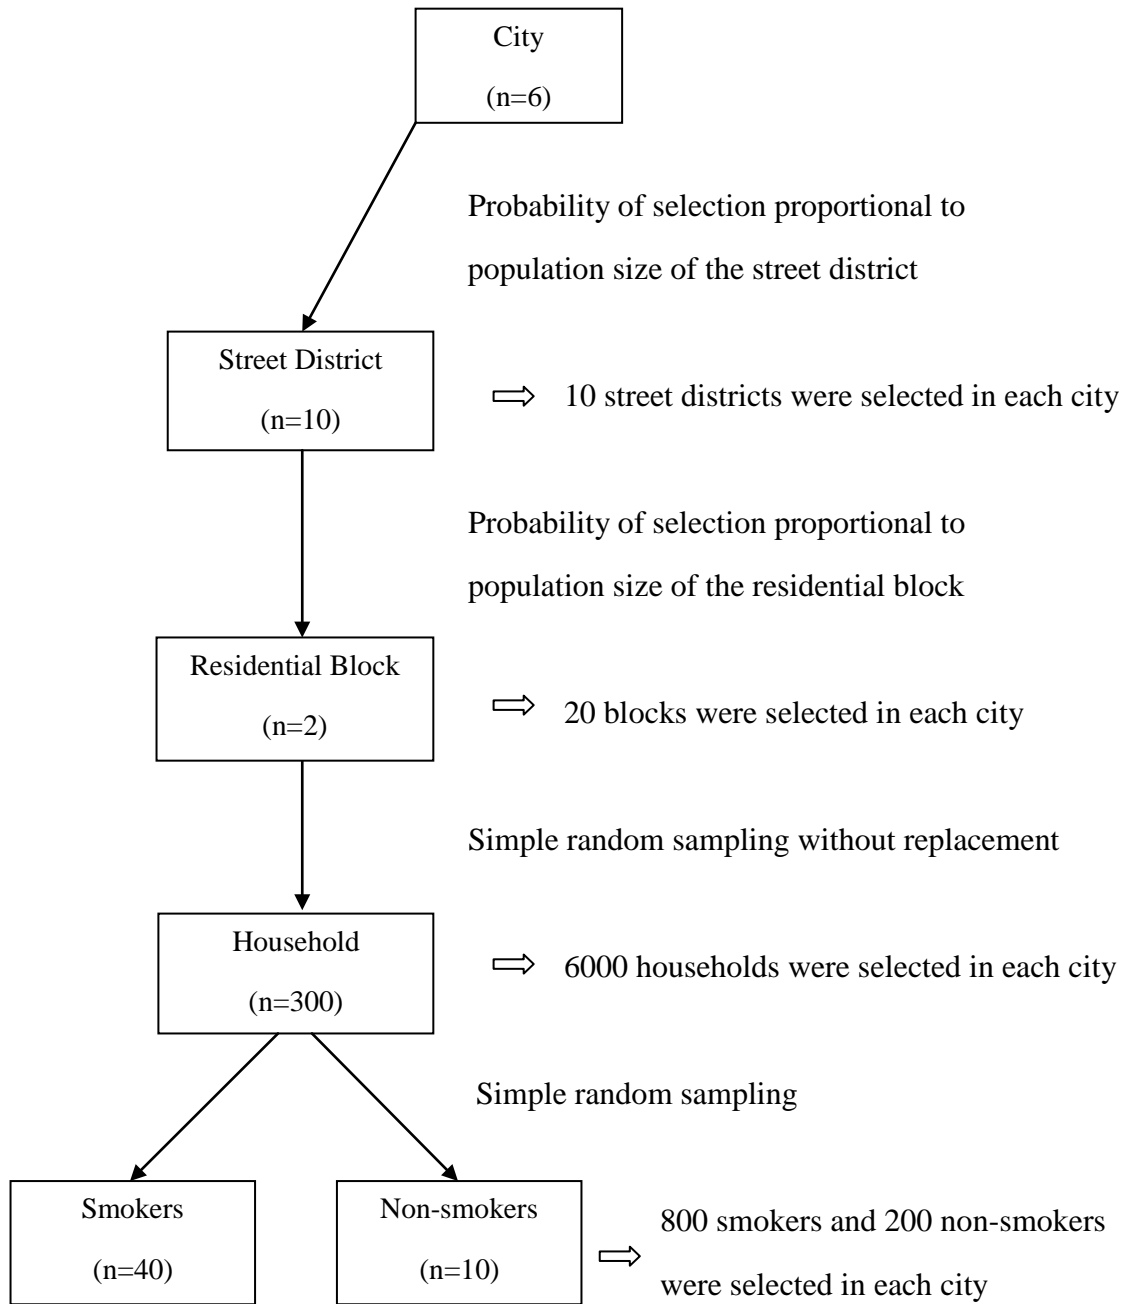 City
(n=6)
Probability of selection proportional to
population size of the street district
Street District
(n=10)
10 street districts were selected in each city
Probability of selection proportional to
population size of the residential block
Residential Block
(n=2)
20 blocks were selected in each city
Simple random sampling without replacement
Household
(n=300)
6000 households were selected in each city
Simple random sampling
Smokers
(n=40)
Non-smokers
(n=10)
800 smokers and 200 non-smokers
were selected in each city